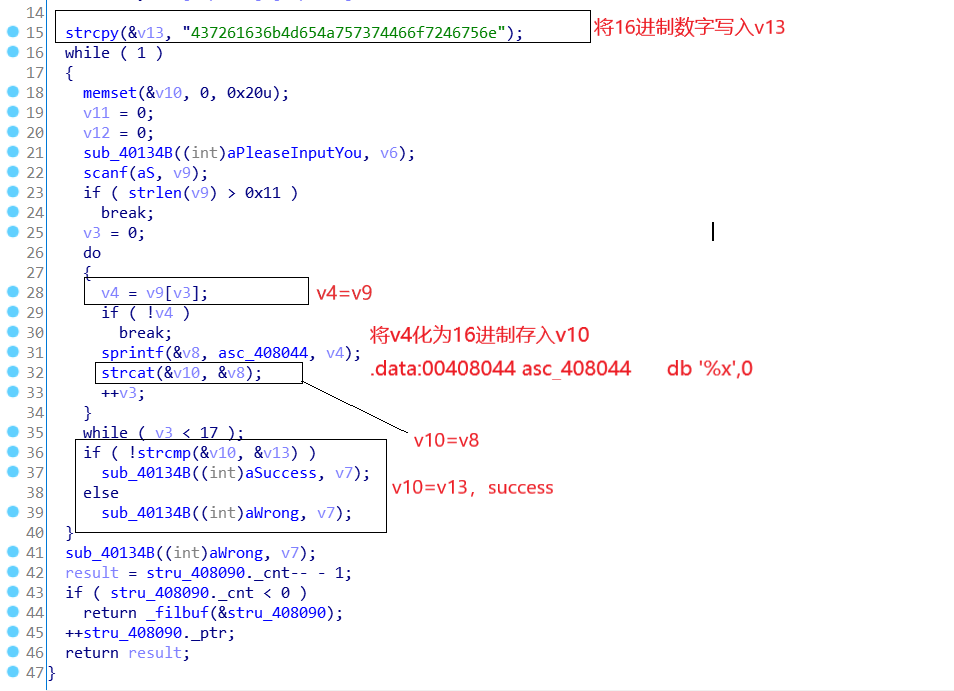 14
15 strcpy(&v13, "437261636b4d654a757374466f7246756e"); 将16进制数字写入v13
16 while ( 1 )
17 {
18 memset(&v10, 0, 0x20u);
19 v11 = 0;
20 v12 = 0;
21 sub_40134B((int)aPleaseInputYou, v6);
22 scanf(aS, v9);
23 if ( strlen(v9) > 0x11 )
24 break;
25 v3 = 0;
26 do
27 {
28 v4 = v9[v3]; v4=v9
29 if ( !v4 )
30 break; 将v4化为16进制存入v10
31 sprintf(&v8, asc_408044, v4);
32 strcat(&v10, &v8); .data:00408044 asc_408044 db '%x',0
33 ++v3;
34 }
35 while ( v3 < 17 ); v10=v8
36 if ( !strcmp(&v10, &v13) )
37 sub_40134B((int)aSuccess, v7);
38 else v10=v13，success
39 sub_40134B((int)aWrong, v7);
40 }
41 sub_40134B((int)aWrong, v7);
42 result = stru_408090._cnt-- - 1;
43 if ( stru_408090._cnt < 0 )
44 return _filbuf(&stru_408090);
45 ++stru_408090._ptr;
46 return result;
47 }